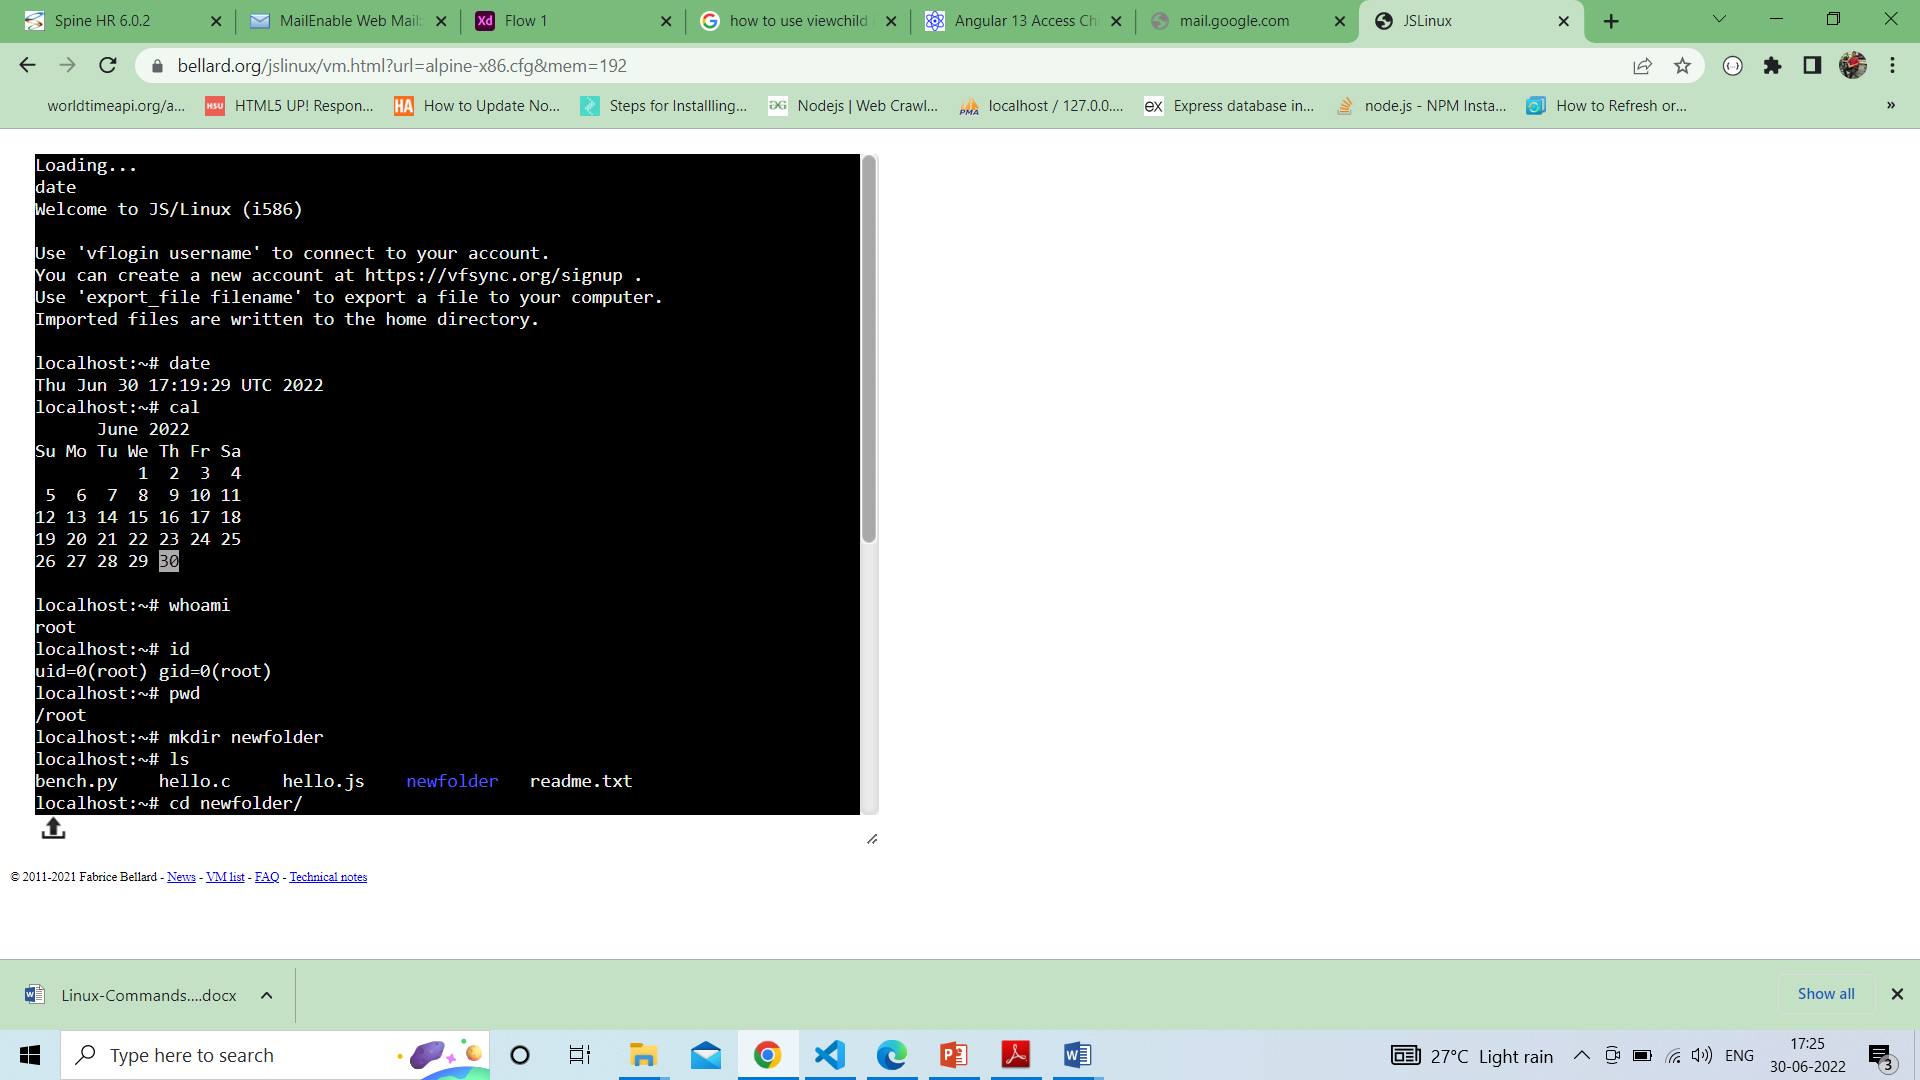 Spine HR 6.0.2
MailEnable Web Mail:
Flow 1
how to use viewchild
Angular 13 Access Ch
mail.google.com
JSLinux
bellard.org/jslinux/vm.html?url=alpine-x86.cfg&mem=192
worldtimeapi.org/a...
HTML5 UP! Respon...
How to Update No...
Steps for Installling...
Nodejs | Web Crawl...
localhost / 127.0.0....
Express database in...
node.js - NPM Insta...
How to Refresh or...
»
Loading...
date
Welcome to JS/Linux (i586)
Use 'vflogin username' to connect to your account.
You can create a new account at https://vfsync.org/signup .
Use 'export_file filename' to export a file to your computer.
Imported files are written to the home directory.
localhost:~# date
Thu Jun 30 17:19:29 UTC 2022
localhost:~# cal
June 2022
Su Mo Tu We Th Fr Sa
1 2 3 4
5 6 7 8 9 10 11
12 13 14 15 16 17 18
19 20 21 22 23 24 25
26 27 28 29 30
localhost:~# whoami
root
localhost:~# id
uid=0(root) gid=0(root)
localhost:~# pwd
/root
localhost:~# mkdir newfolder
localhost:~# ls
bench.py hello.c hello.js newfolder readme.txt
localhost:~# cd newfolder/
© 2011-2021 Fabrice Bellard - News - VM list - FAQ - Technical notes
Linux-Commands....docx
Show all
Type here to search
27°C Light rain
ENG
17:25
30-06-2022
3